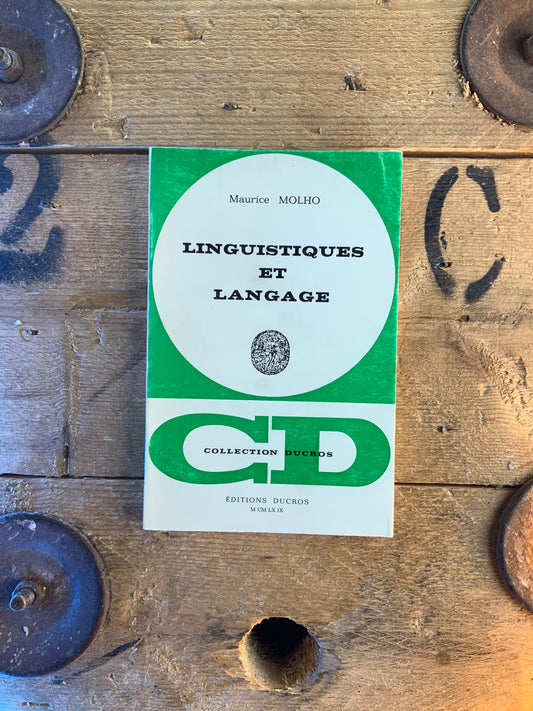 2
C
Maurice MOLHO
LINGUISTIQUES
ET
LANGAGE
CD
COLLECTION DUCROS
ÉDITIONS DUCROS
M CM LX IX